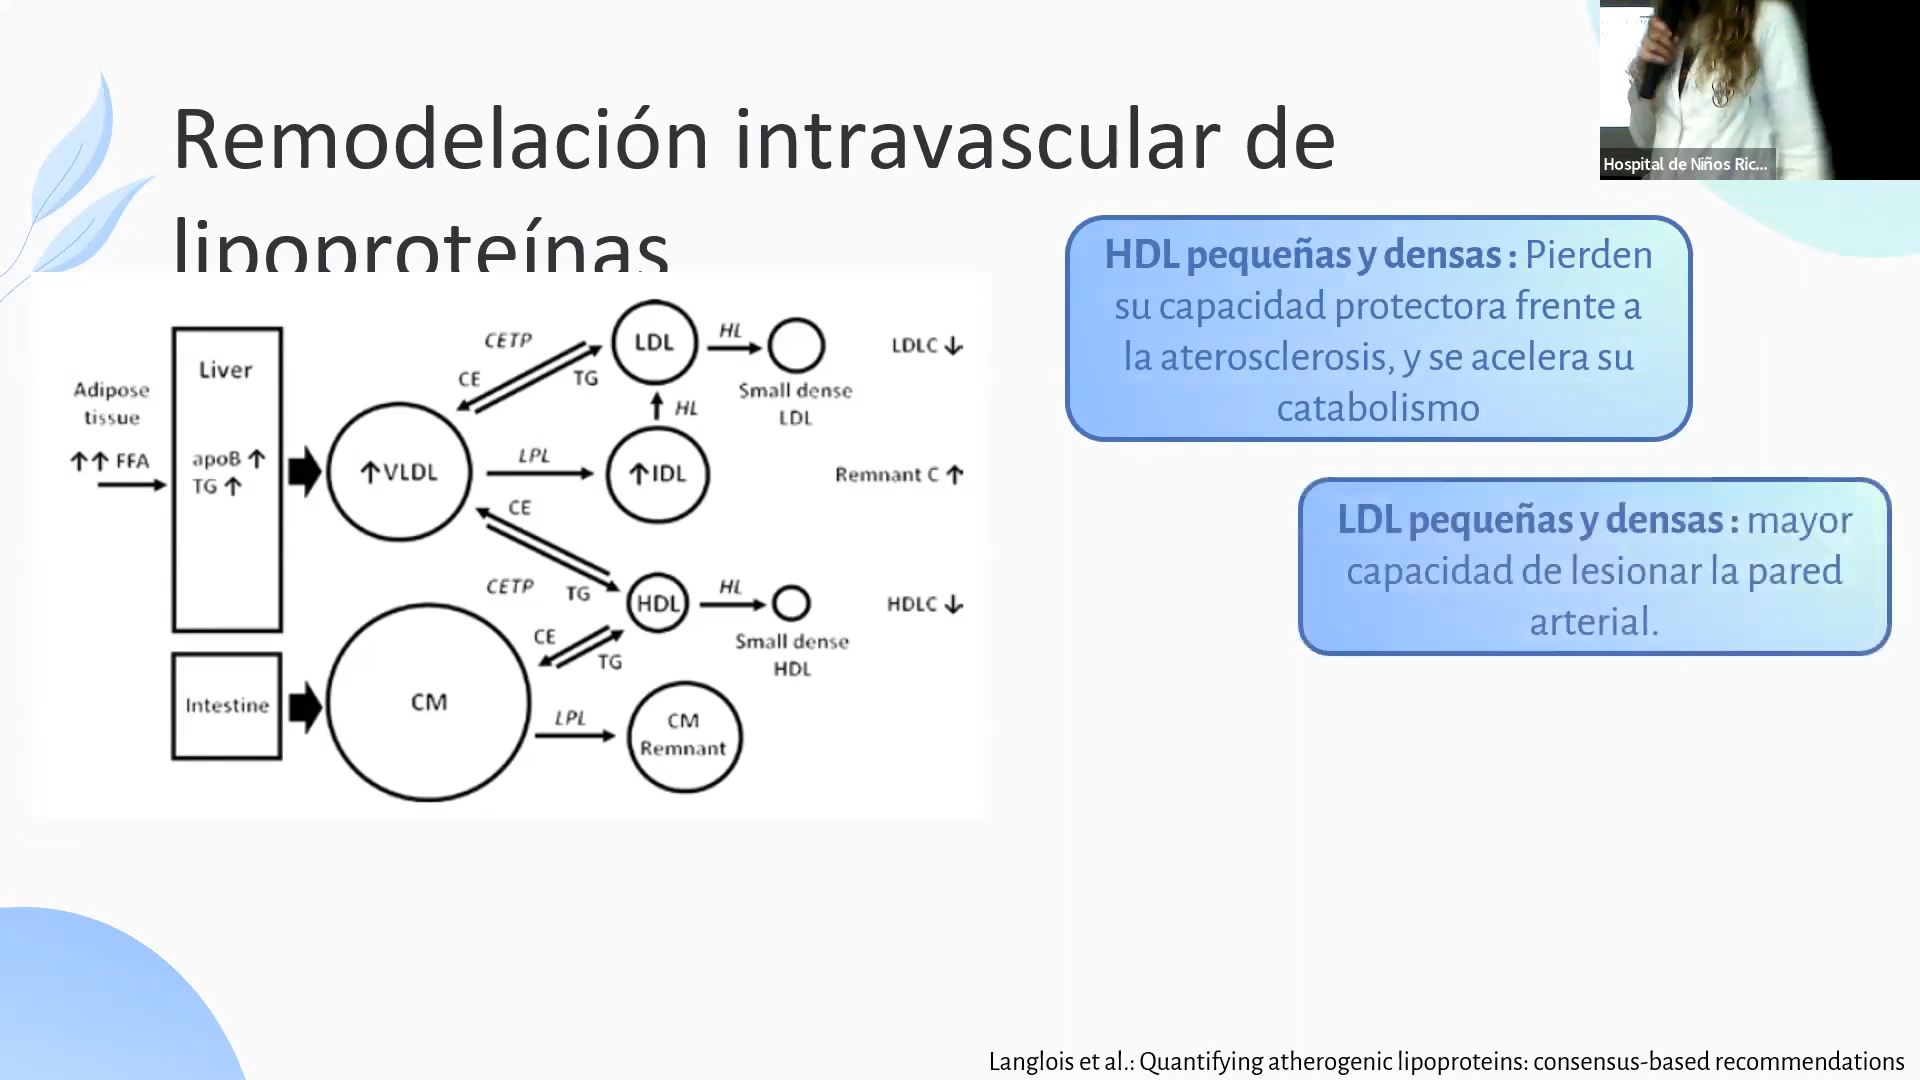 Remodelación intravascular de
lipoproteínas
Hospital de Niños Ric...
HDL pequeñas y densas : Pierden
su capacidad protectora frente a
la aterosclerosis, y se acelera su
catabolismo
LDL pequeñas y densas : mayor
capacidad de lesionar la pared
arterial.
Adipose
tissue
↑↑ FFA
Liver
apoB ↑
TG ↑
Intestine
↑VLDL
CM
CETP
CE
TG
LDL
HL
Small dense
LDL
LDLC ↓
HL
LPL
↑IDL
Remnant C ↑
CE
CETP
TG
HDL
HL
Small dense
HDL
HDLC ↓
CE
TG
LPL
CM
Remnant
Langlois et al.: Quantifying atherogenic lipoproteins: consensus-based recommendations